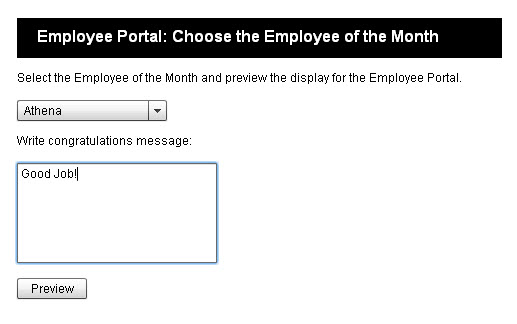 Employee Portal: Choose the Employee of the Month
Select the Employee of the Month and preview the display for the Employee Portal.
Athena
Write congratulations message:
Good Job!
Preview